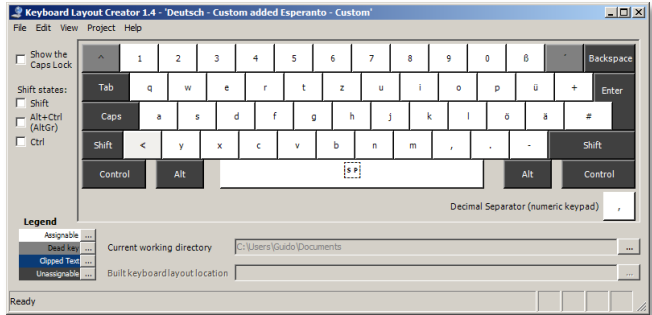 Keyboard Layout Creator 1.4 - 'Deutsch - Custom added Esperanto - Custom'
File Edit View Project Help
Show the Caps Lock
^ 1 2 3 4 5 6 7 8 9 0 ß ´ Backspace
Shift states:
Tab q w e r t z u i o p ü + Enter
Shift
Alt+Ctrl (AltGr)
Caps a s d f g h j k l ö ä #
Ctrl
Shift < y x c v b n m , . - Shift
Control Alt SP Alt Control
Decimal Separator (numeric keypad) ,
Legend
Assignable ...
Dead key ...
Clipped Text ...
Unassignable ...
Current working directory C:\Users\Guido\Documents ...
Built keyboard layout location ...
Ready